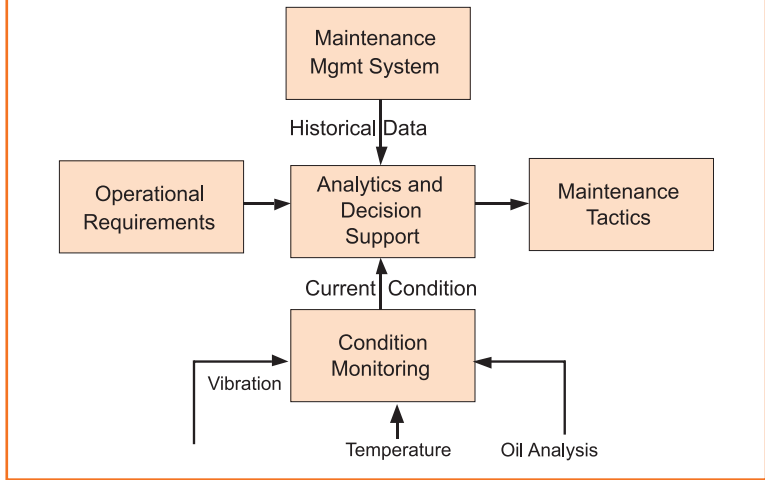 Maintenance
Mgmt System
Historical Data
Operational
Requirements
Analytics and
Decision
Support
Maintenance
Tactics
Current Condition
Condition
Monitoring
Vibration
Temperature
Oil Analysis